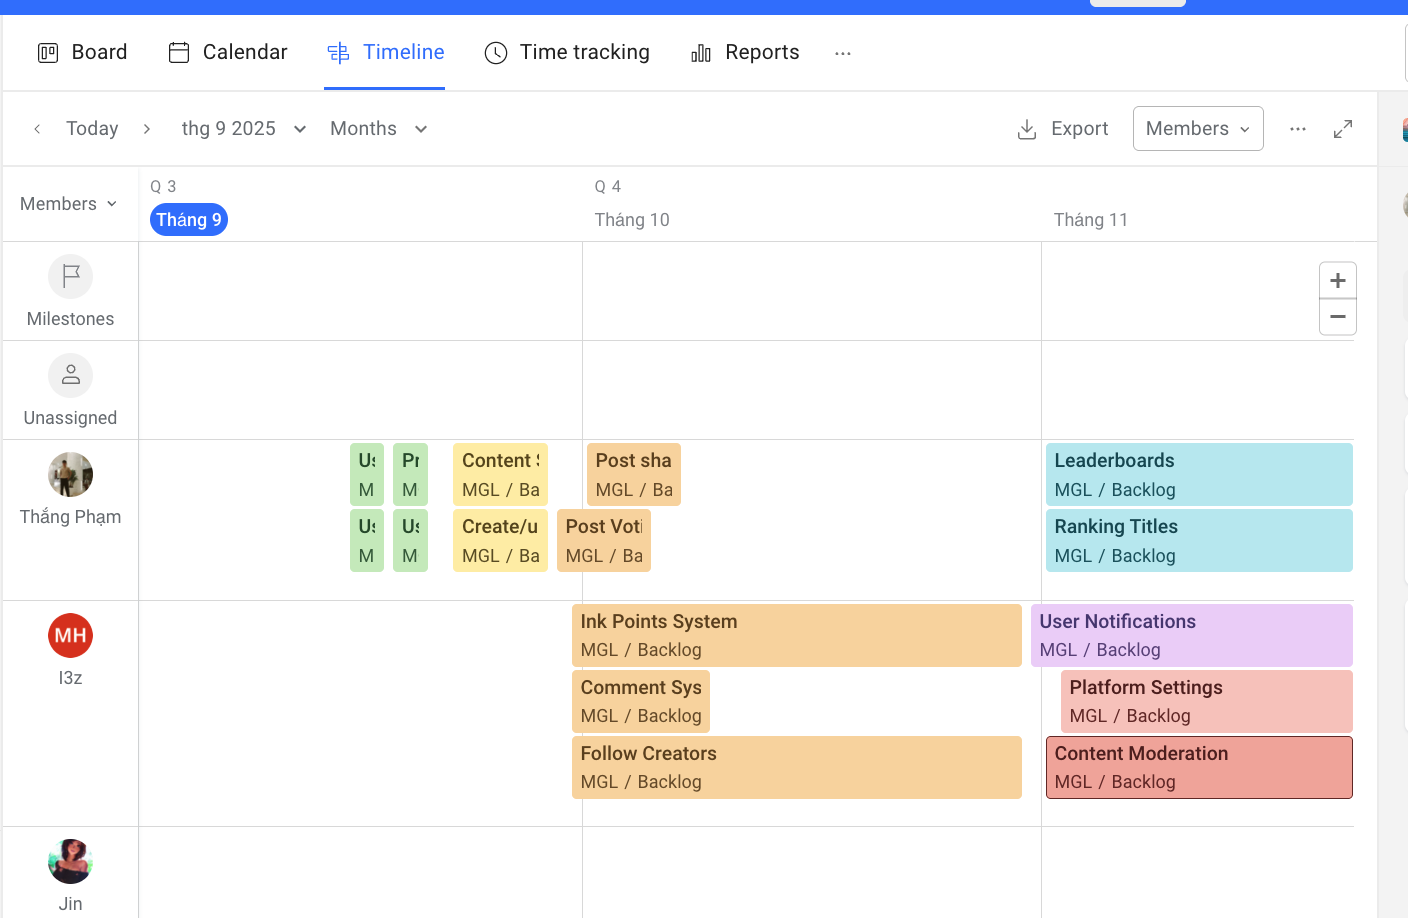 Board Calendar Timeline Time tracking Reports ...
Today thg 9 2025 Months Export Members ...
Members
Q 3 Q 4
Tháng 9 Tháng 10 Tháng 11
Milestones
Unassigned
Thắng Phạm
Us Pr Content Post sha Leaderboards
M M MGL / Ba MGL / Ba MGL / Backlog
Us Us Create/u Post Voti Ranking Titles
M M MGL / Ba MGL / Ba MGL / Backlog
MH
l3z
Ink Points System User Notifications
MGL / Backlog MGL / Backlog
Comment Sys Platform Settings
MGL / Backlog MGL / Backlog
Follow Creators Content Moderation
MGL / Backlog MGL / Backlog
Jin